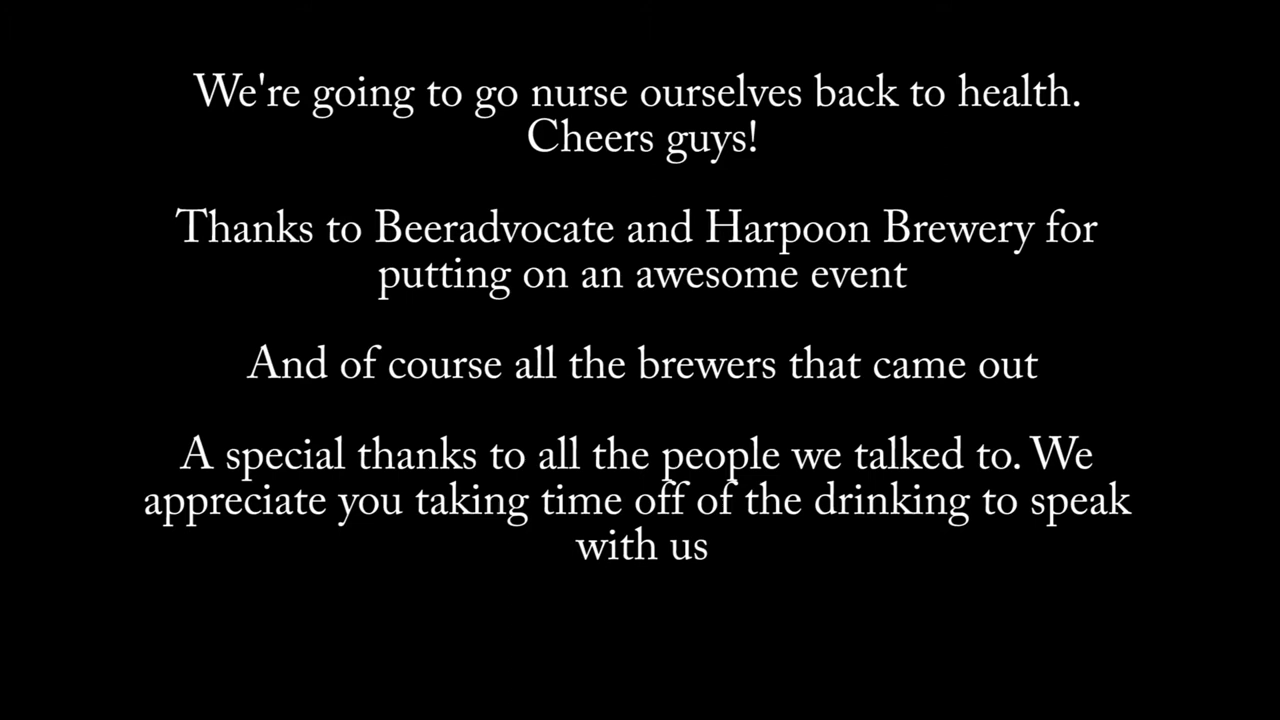 We're going to go nurse ourselves back to health.
Cheers guys!
Thanks to Beeradvocate and Harpoon Brewery for
putting on an awesome event
And of course all the brewers that came out
A special thanks to all the people we talked to. We
appreciate you taking time off of the drinking to speak
with us